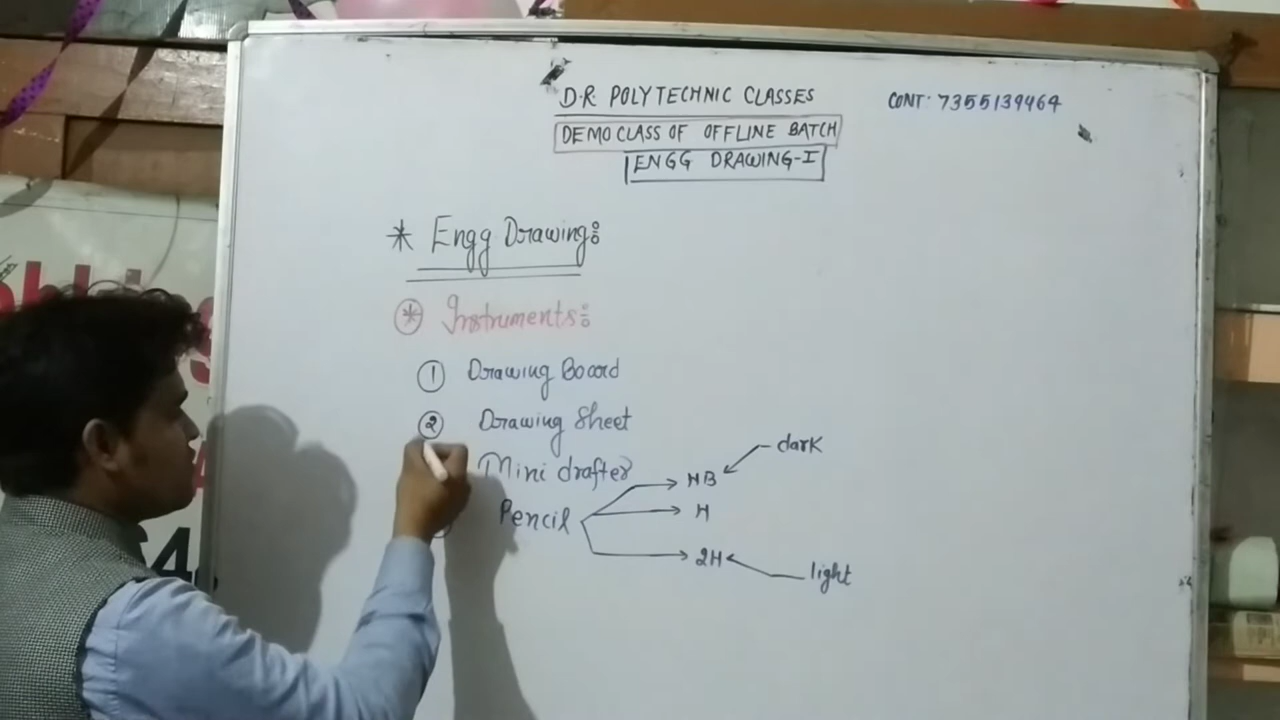 D.R. POLYTECHNIC CLASSES
CONT: 7355139464
DEMO CLASS OF OFFLINE BATCH
ENGG DRAWING-I
* Engg Drawing:
* Instruments:
1 Drawing Board
2 Drawing Sheet
Mini drafter
Pencil
HB
dark
H
2H
light